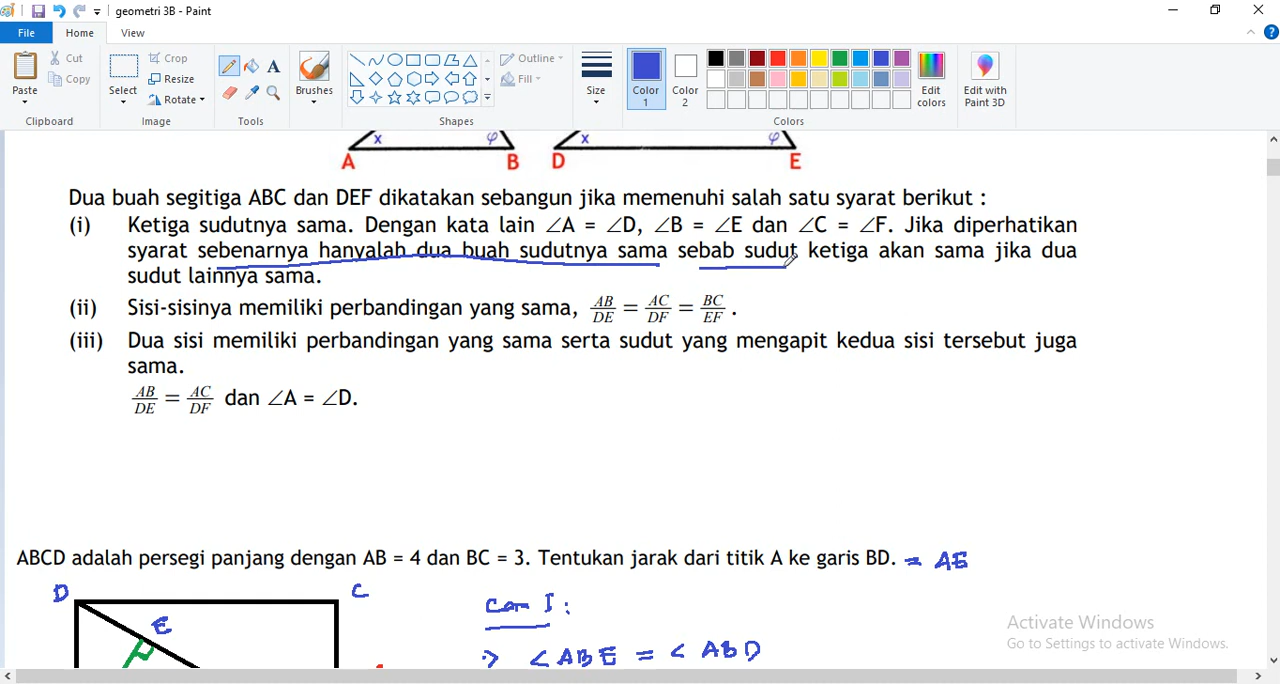 geometri 3B - Paint
File Home View
Paste Cut Copy Select Crop Resize Rotate Brushes Outline Fill Size Color 1 Color 2 Edit colors Edit with Paint 3D
Clipboard Image Tools Shapes Colors
x φ x φ
A B D E
Dua buah segitiga ABC dan DEF dikatakan sebangun jika memenuhi salah satu syarat berikut :
(i) Ketiga sudutnya sama. Dengan kata lain ∠A = ∠D, ∠B = ∠E dan ∠C = ∠F. Jika diperhatikan
syarat sebenarnya hanyalah dua buah sudutnya sama sebab sudut ketiga akan sama jika dua
sudut lainnya sama.
(ii) Sisi-sisinya memiliki perbandingan yang sama, AB/DE = AC/DF = BC/EF .
(iii) Dua sisi memiliki perbandingan yang sama serta sudut yang mengapit kedua sisi tersebut juga
sama.
AB/DE = AC/DF dan ∠A = ∠D.
ABCD adalah persegi panjang dengan AB = 4 dan BC = 3. Tentukan jarak dari titik A ke garis BD. = AE
D C
E
Cara I :
∠ABE = ∠ABD
Activate Windows
Go to Settings to activate Windows.